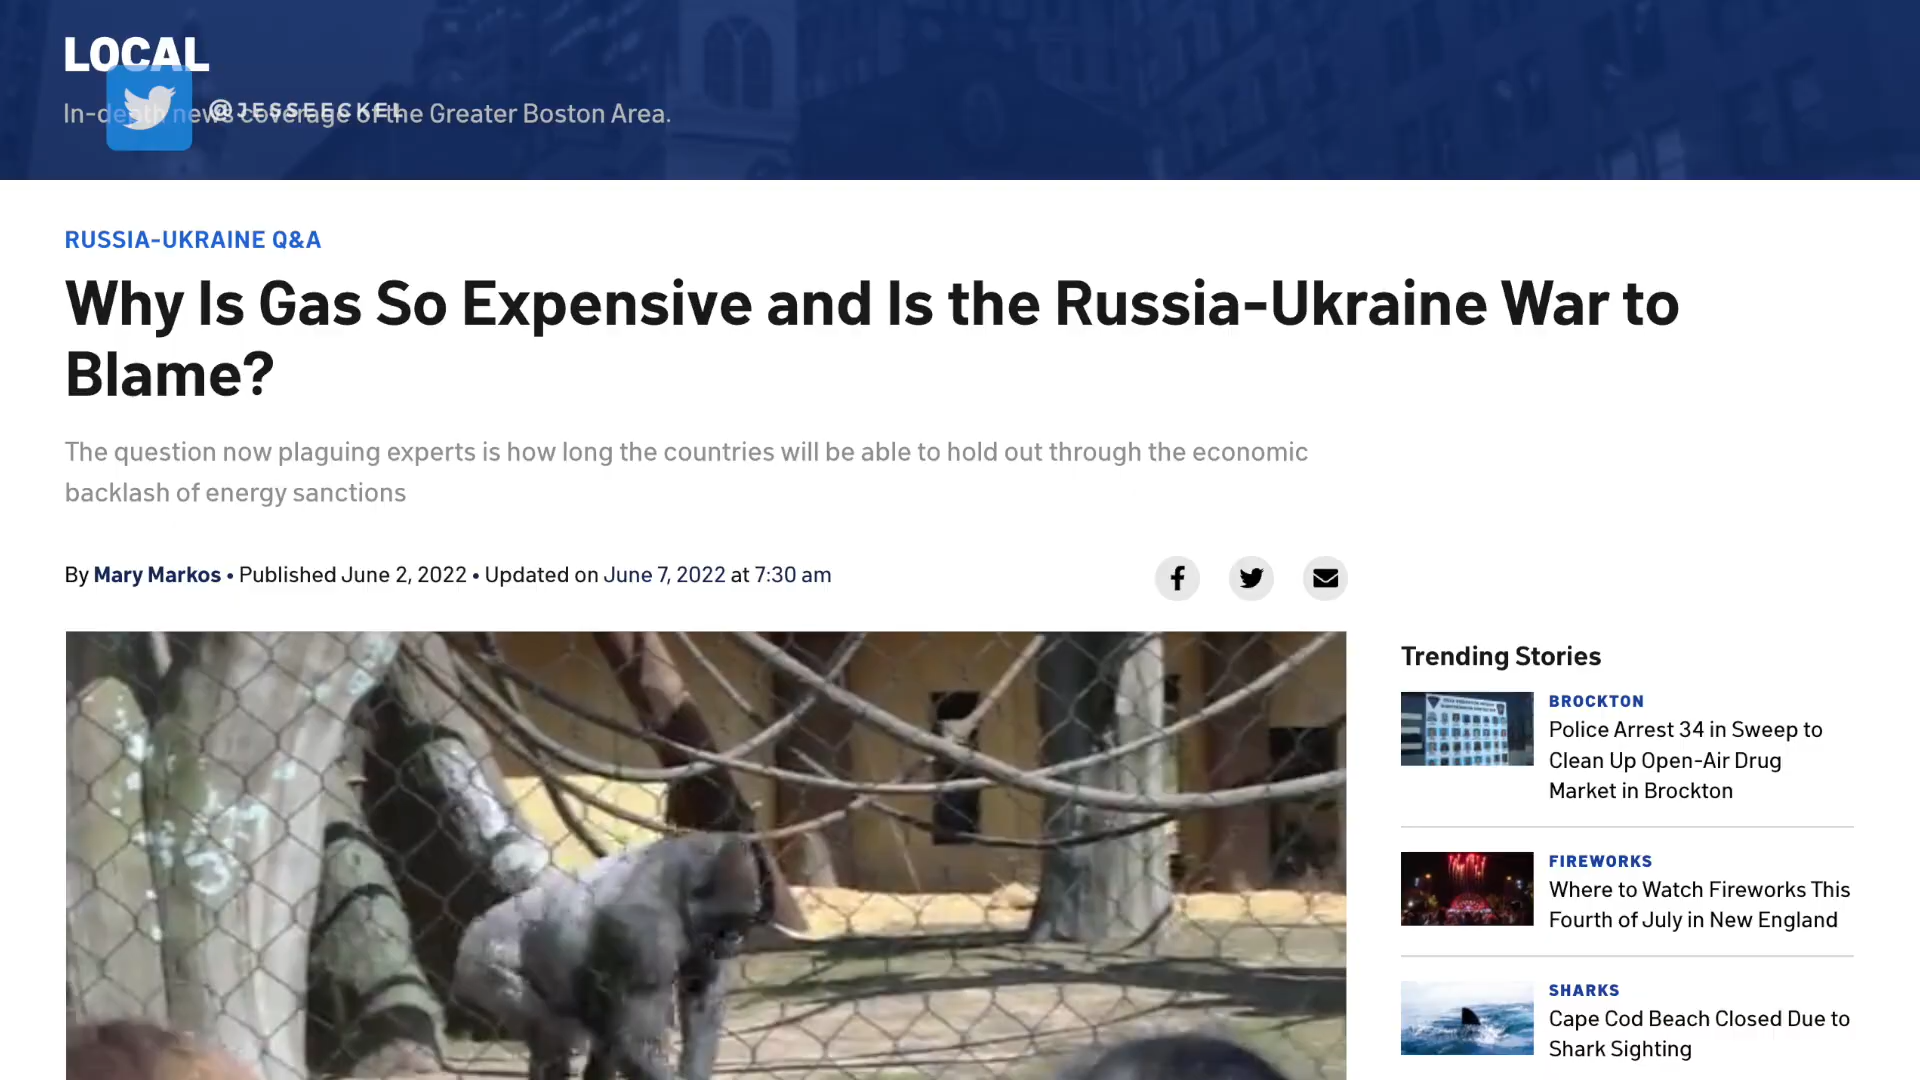 LOCAL
In-depth news coverage of the Greater Boston Area.
@JESSEECKEL
RUSSIA-UKRAINE Q&A
Why Is Gas So Expensive and Is the Russia-Ukraine War to
Blame?
The question now plaguing experts is how long the countries will be able to hold out through the economic
backlash of energy sanctions
By Mary Markos • Published June 2, 2022 • Updated on June 7, 2022 at 7:30 am
Trending Stories
BROCKTON
Police Arrest 34 in Sweep to
Clean Up Open-Air Drug
Market in Brockton
FIREWORKS
Where to Watch Fireworks This
Fourth of July in New England
SHARKS
Cape Cod Beach Closed Due to
Shark Sighting